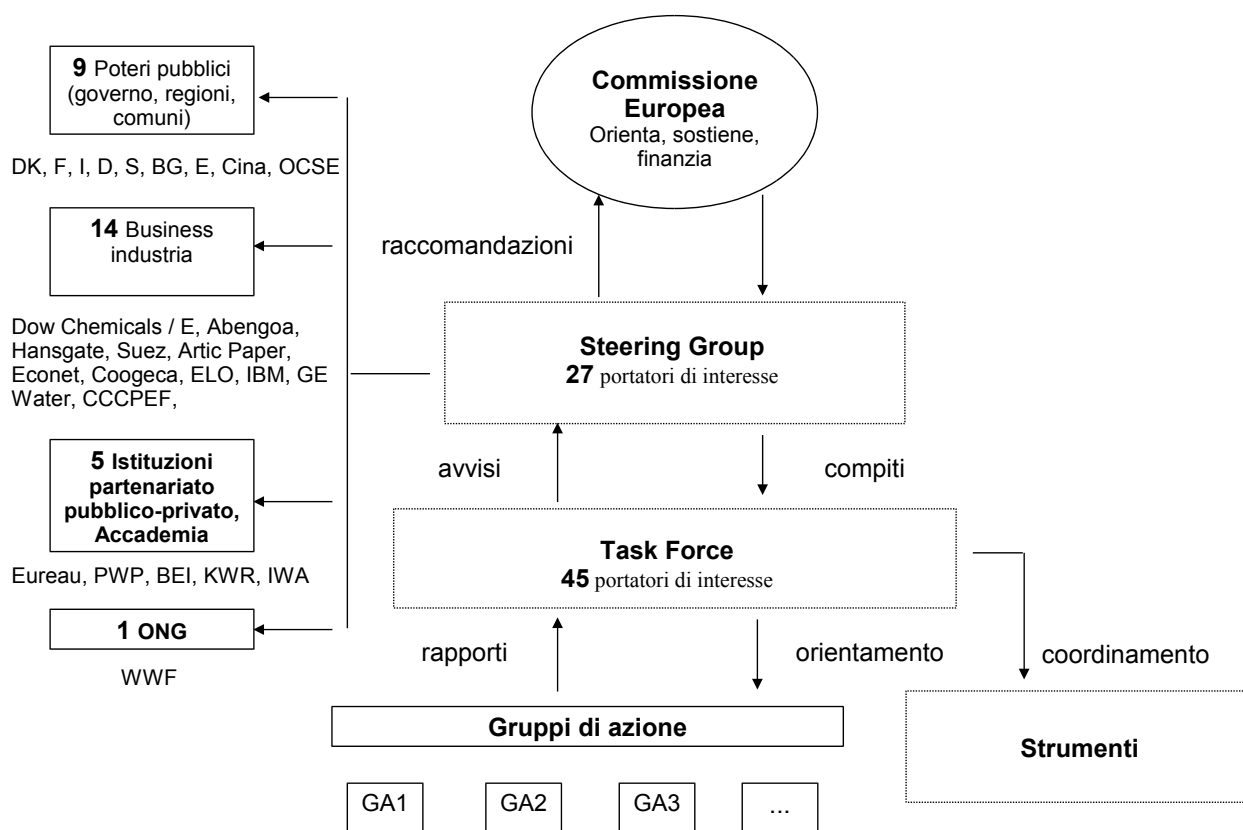 9 Poteri pubblici
(governo, regioni,
comuni)
DK, F, I, D, S, BG, E, Cina, OCSE
14 Business
industria
Dow Chemicals / E, Abengoa,
Hansgate, Suez, Artic Paper,
Econet, Coogeca, ELO, IBM, GE
Water, CCCPEF,
5 Istituzioni
partenariato
pubblico-privato,
Accademia
Eureau, PWP, BEI, KWR, IWA
1 ONG
WWF
Commissione
Europea
Orienta, sostiene,
finanzia
raccomandazioni
Steering Group
27 portatori di interesse
avvisi
compiti
Task Force
45 portatori di interesse
rapporti
orientamento
coordinamento
Gruppi di azione
Strumenti
GA1
GA2
GA3
...